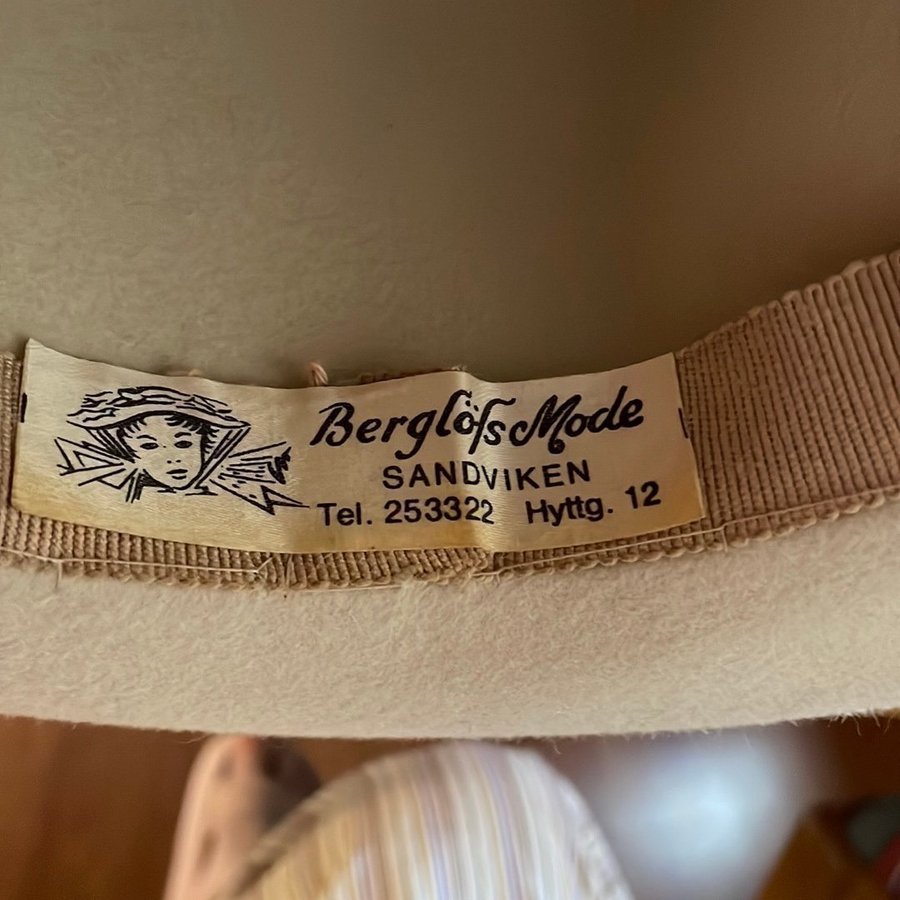 Berglöfs Mode
SANDVIKEN
Tel. 253322 Hyttg. 12